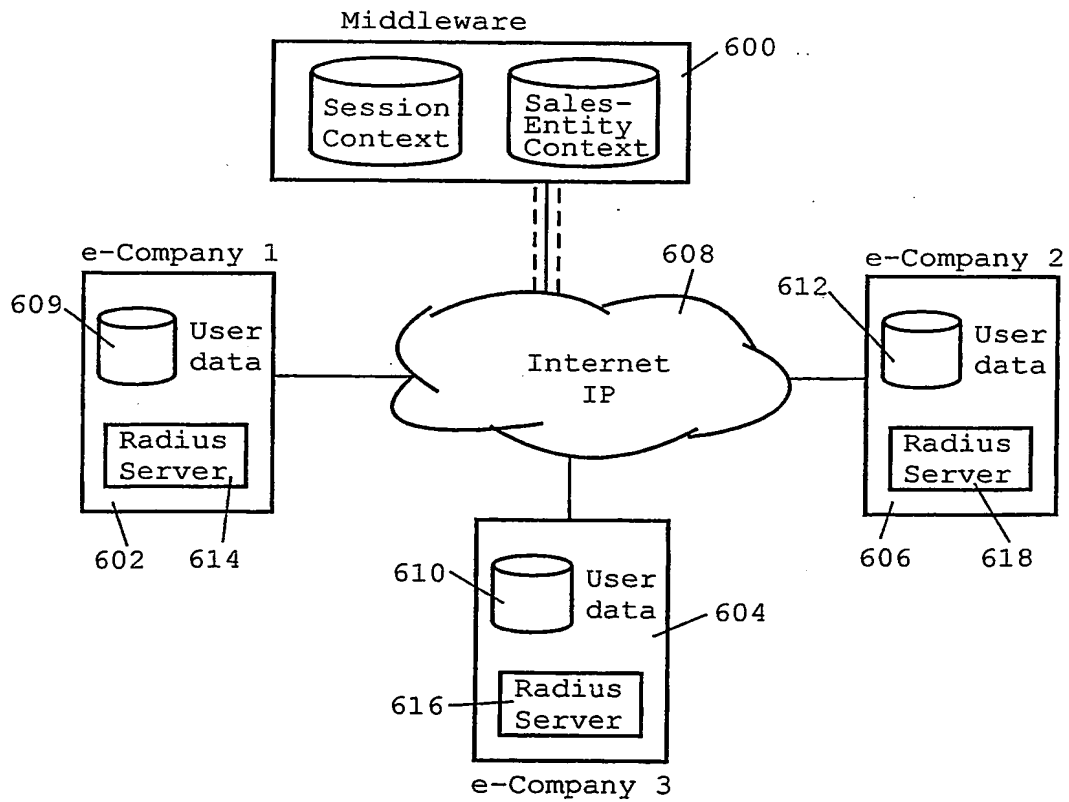 Middleware
600
Session
Context
Sales-
Entity
Context
e-Company 1
609
User
data
Radius
Server
602
614
608
Internet
IP
e-Company 2
612
User
data
Radius
Server
606
618
610
User
data
604
616
Radius
Server
e-Company 3